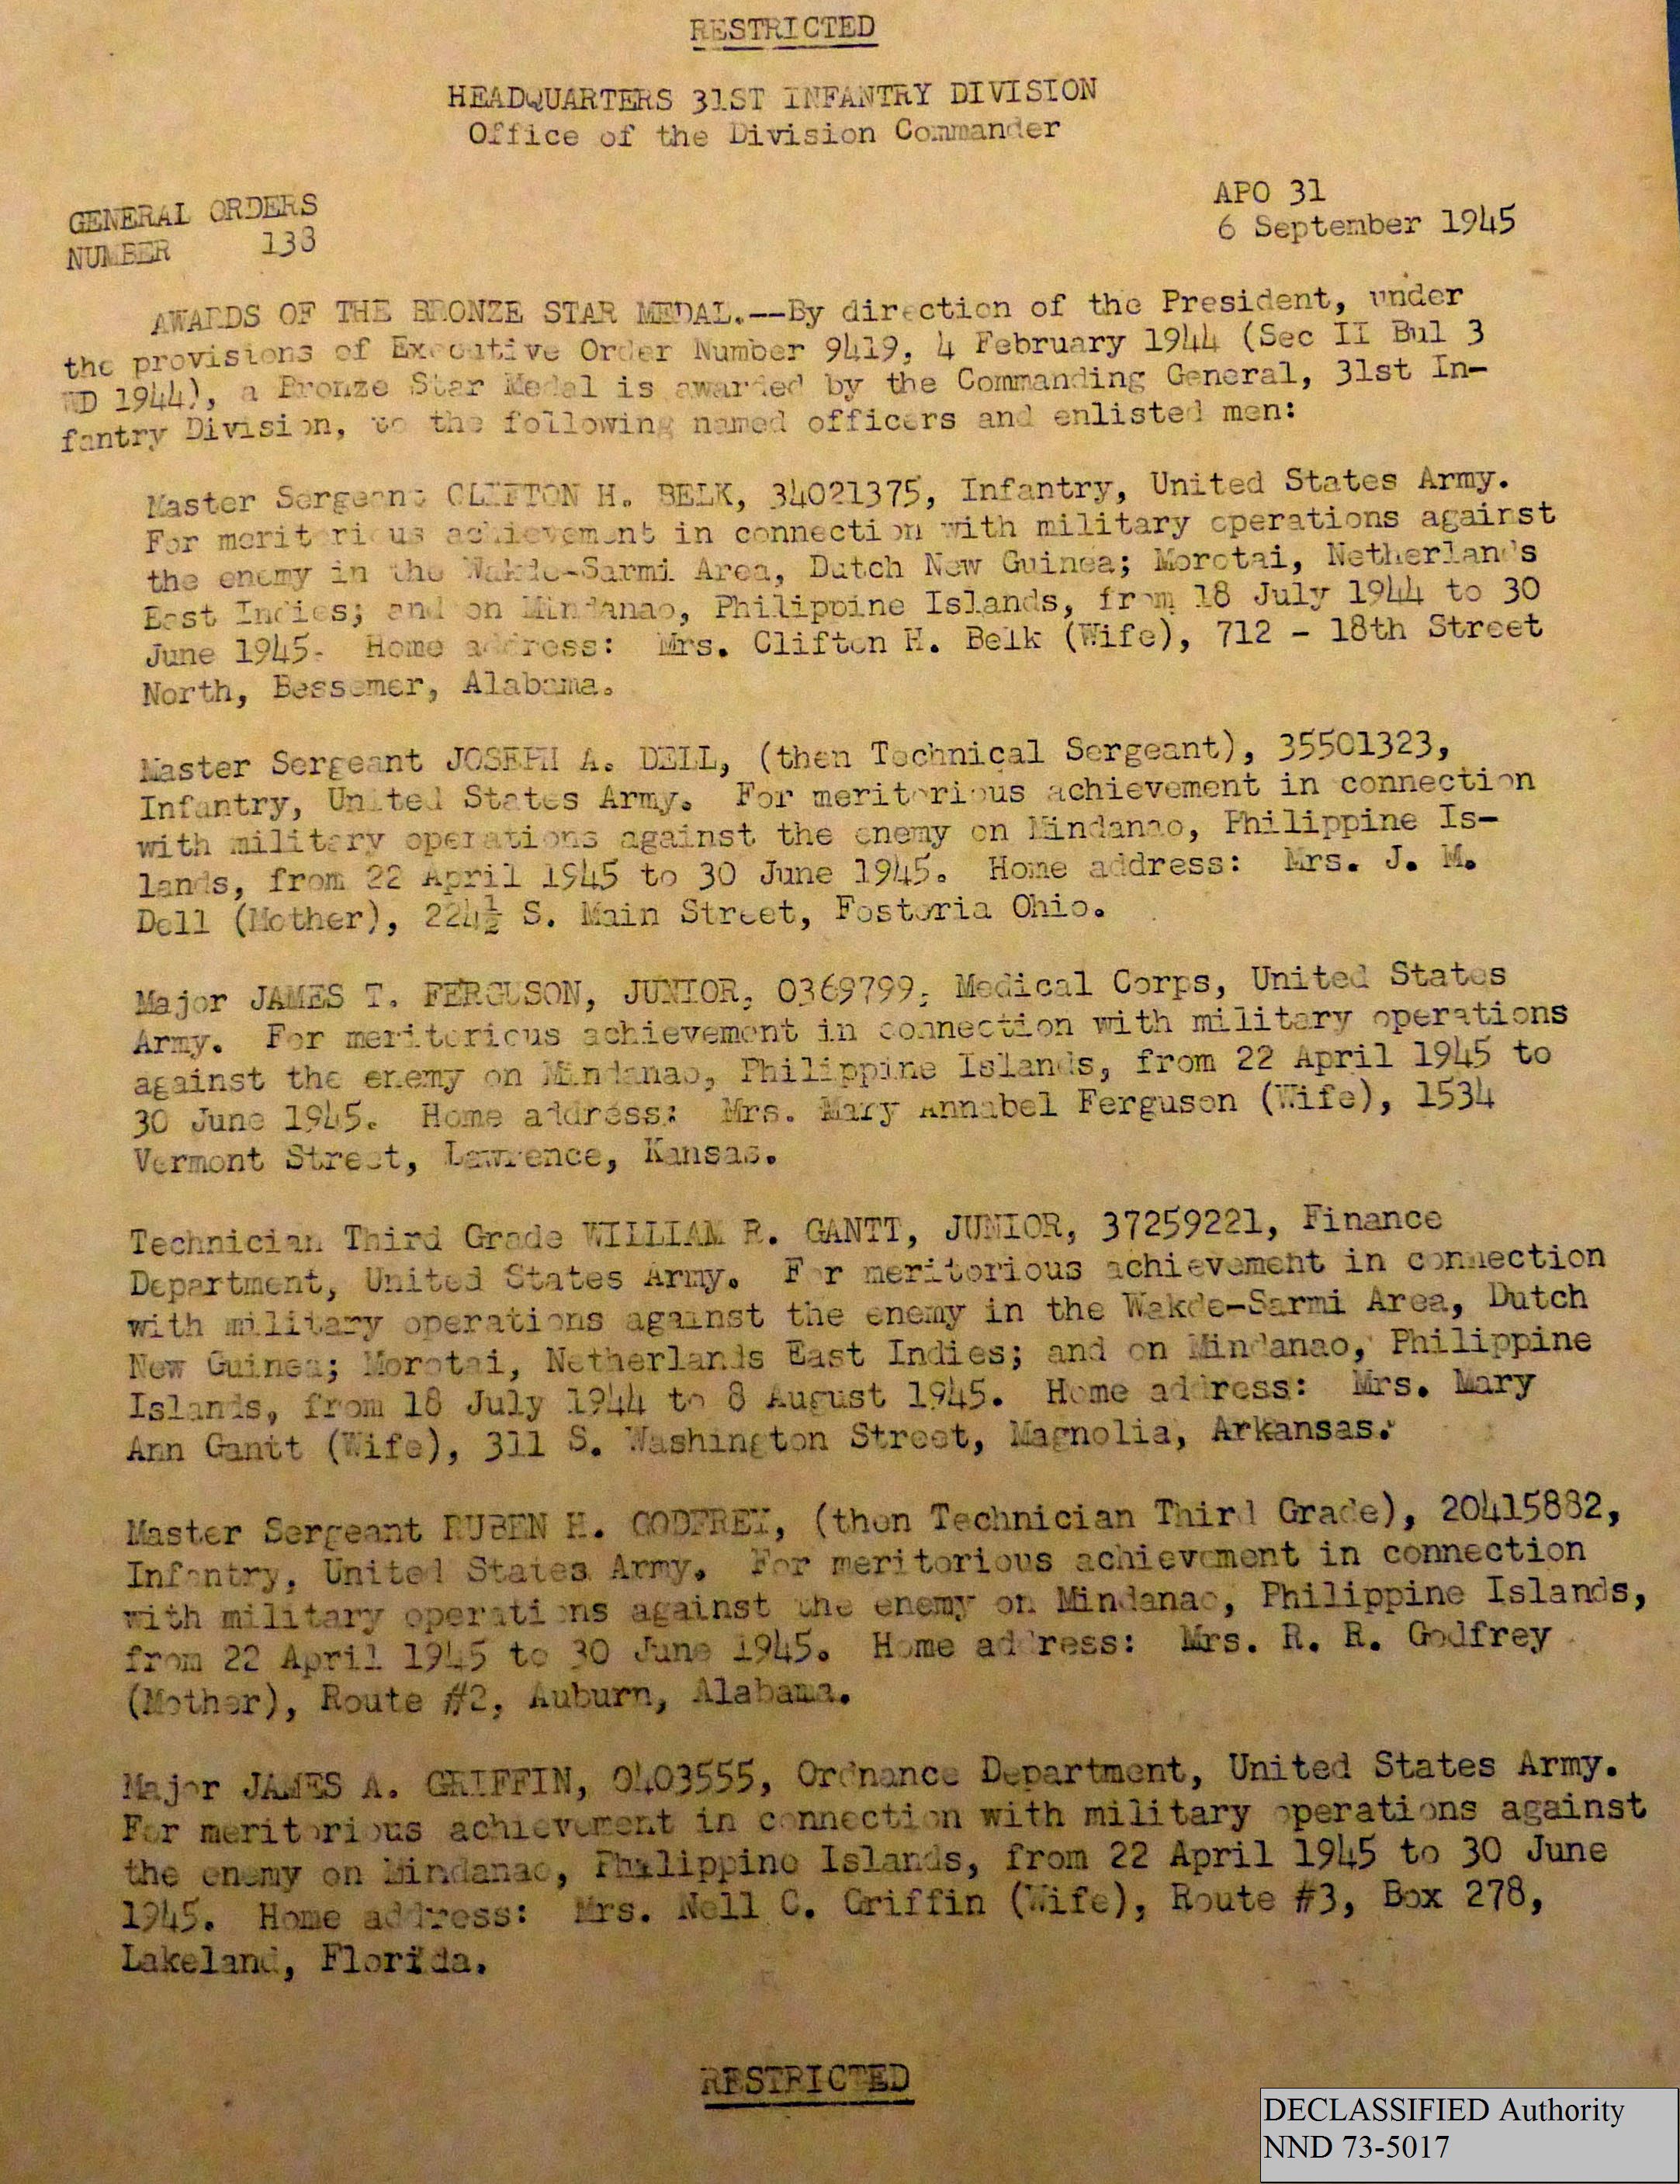 RESTRICTED
HEADQUARTERS 31ST INFANTRY DIVISION
Office of the Division Commander
APO 31
GENERAL ORDERS
6 September 1945
NUMBER 138
AWARDS OF THE BRONZE STAR MEDAL.--By direction of the President, under
the provisions of Executive Order Number 9419, 4 February 1944 (Sec II Bul 3
WD 1944), a Bronze Star Medal is awarded by the Commanding General, 31st In-
fantry Division, to the following named officers and enlisted men:
Master Sergeant CLIFTON H. BELK, 34021375, Infantry, United States Army.
For meritorious achievement in connection with military operations against
the enemy in the Wakde-Sarmi Area, Dutch New Guinea; Morotai, Netherlands
East Indies; and on Mindanao, Philippine Islands, from 18 July 1944 to 30
June 1945. Home address: Mrs. Clifton H. Belk (Wife), 712 - 18th Street
North, Bessemer, Alabama.
Master Sergeant JOSEPH A. DELL, (then Technical Sergeant), 35501323,
Infantry, United States Army. For meritorious achievement in connection
with military operations against the enemy on Mindanao, Philippine Is-
lands, from 22 April 1945 to 30 June 1945. Home address: Mrs. J. M.
Dell (Mother), 224½ S. Main Street, Fostoria Ohio.
Major JAMES T. FERGUSON, JUNIOR, 0369799, Medical Corps, United States
Army. For meritorious achievement in connection with military operations
against the enemy on Mindanao, Philippine Islands, from 22 April 1945 to
30 June 1945. Home address: Mrs. Mary Annabel Ferguson (Wife), 1534
Vermont Street, Lawrence, Kansas.
Technician Third Grade WILLIAM R. GANTT, JUNIOR, 37259221, Finance
Department, United States Army. For meritorious achievement in connection
with military operations against the enemy in the Wakde-Sarmi Area, Dutch
New Guinea; Morotai, Netherlands East Indies; and on Mindanao, Philippine
Islands, from 18 July 1944 to 8 August 1945. Home address: Mrs. Mary
Ann Gantt (Wife), 311 S. Washington Street, Magnolia, Arkansas.
Master Sergeant RUBEN H. GODFREY, (then Technician Third Grade), 20415882,
Infantry, United States Army. For meritorious achievement in connection
with military operations against the enemy on Mindanao, Philippine Islands,
from 22 April 1945 to 30 June 1945. Home address: Mrs. R. R. Godfrey
(Mother), Route #2, Auburn, Alabama.
Major JAMES A. GRIFFIN, 0403555, Ordnance Department, United States Army.
For meritorious achievement in connection with military operations against
the enemy on Mindanao, Philippine Islands, from 22 April 1945 to 30 June
1945. Home address: Mrs. Nell C. Griffin (Wife), Route #3, Box 278,
Lakeland, Florida.
RESTRICTED
DECLASSIFIED Authority
NND 73-5017